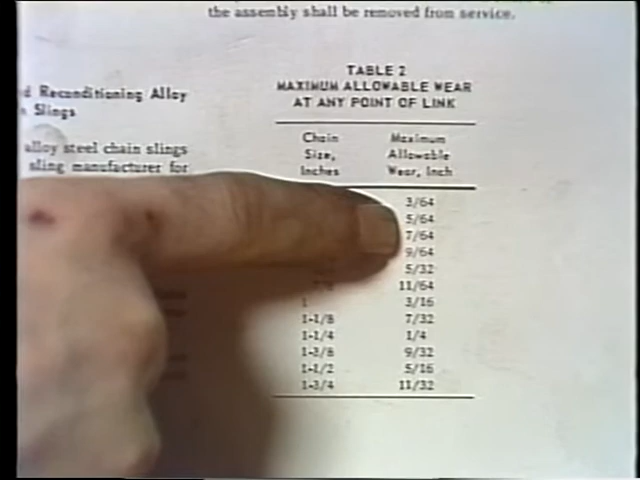 the assembly shall be removed from service.
Reconditioning Alloy
Slings
alloy steel chain slings
sling manufacturer for
TABLE 2
MAXIMUM ALLOWABLE WEAR
AT ANY POINT OF LINK
Chain Size, Inches
Maximum Allowable Wear, Inch
3/64
5/64
7/64
9/64
5/32
11/64
1 3/16
1-1/8 7/32
1-1/4 1/4
1-3/8 9/32
1-1/2 5/16
1-3/4 11/32